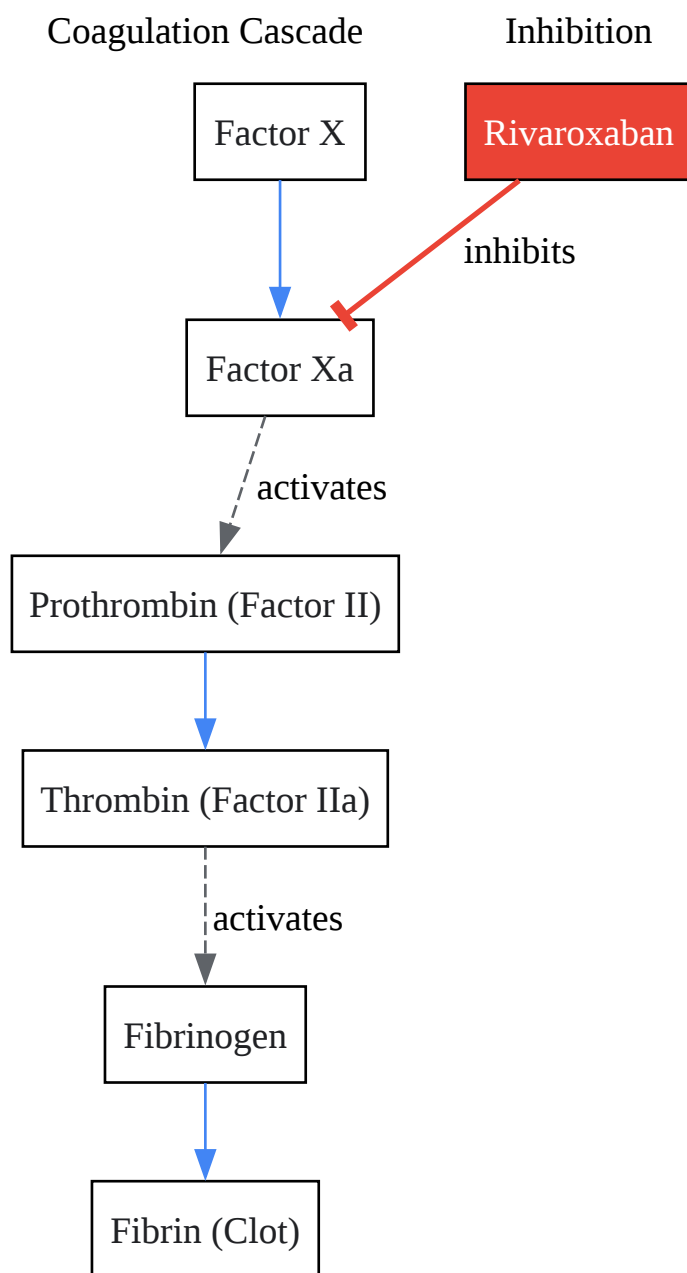 Coagulation Cascade
Inhibition
Factor X
Rivaroxaban
inhibits
Factor Xa
activates
Prothrombin (Factor II)
Thrombin (Factor IIa)
activates
Fibrinogen
Fibrin (Clot)